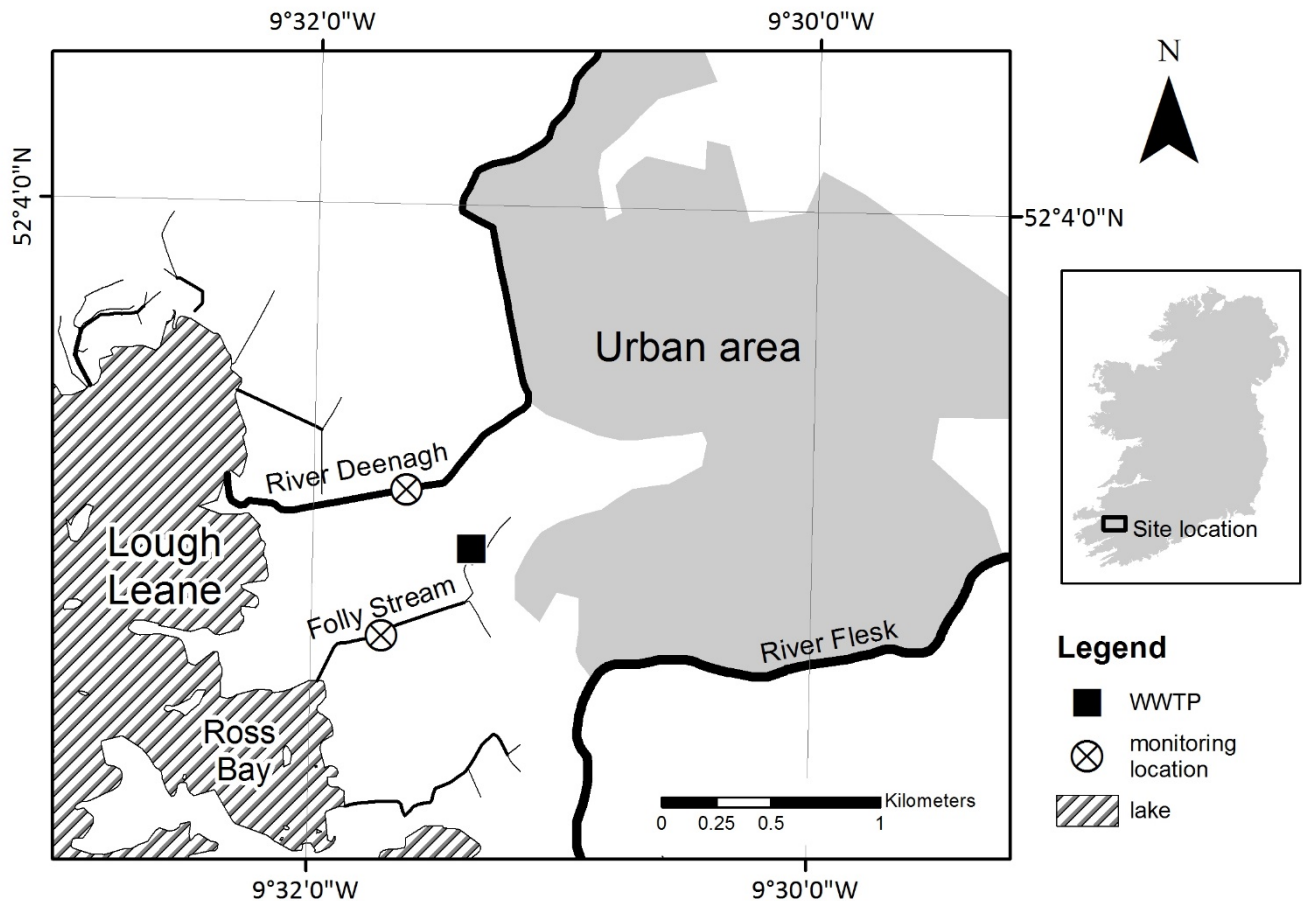 9°32'0"W
9°30'0"W
N
52°4'0"N
52°4'0"N
Urban area
River Deenagh
Lough
Leane
Folly Stream
River Flesk
Ross
Bay
Kilometers
0 0.25 0.5 1
9°32'0"W
9°30'0"W
Site location
Legend
WWTP
monitoring
location
lake